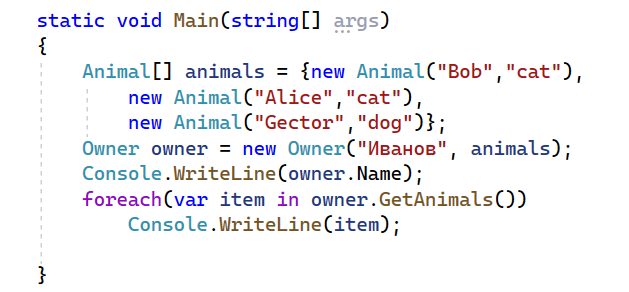 static void Main(string[] args)
{
Animal[] animals = {new Animal("Bob","cat"),
new Animal("Alice","cat"),
new Animal("Gector","dog")};
Owner owner = new Owner("Иванов", animals);
Console.WriteLine(owner.Name);
foreach(var item in owner.GetAnimals())
Console.WriteLine(item);
}